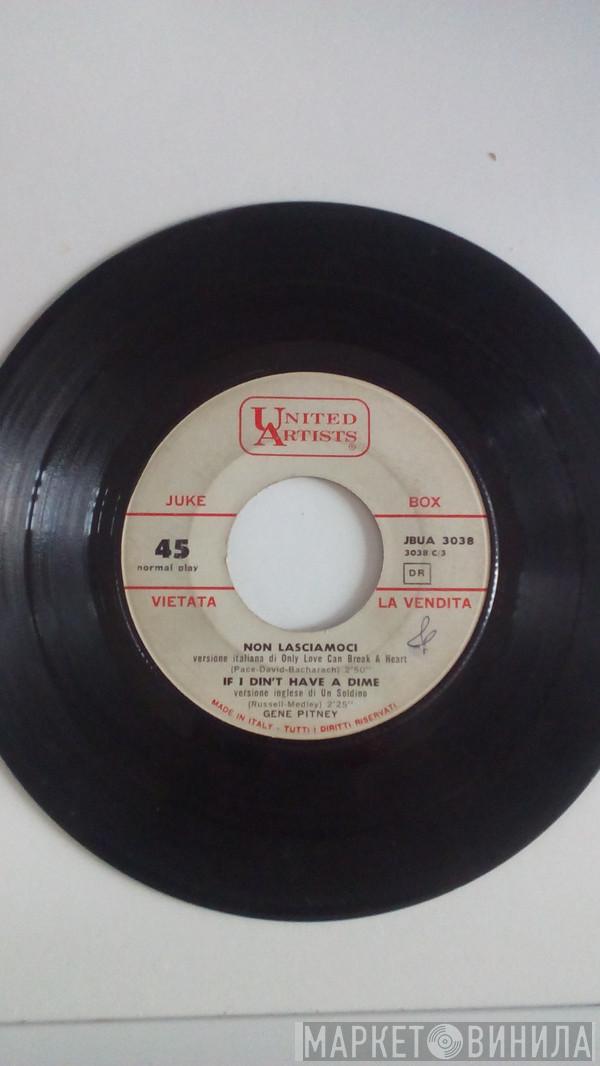 UNITED
ARTISTS
JUKE BOX
45
normal play
JBUA 3038
3038 C/3
DR
VIETATA LA VENDITA
NON LASCIAMOCI
versione italiana di Only Love Can Break A Heart
(Pace-David-Bacharach) 2'50''
IF I DIN'T HAVE A DIME
versione inglese di Un Soldino
(Russell-Medley) 2'25''
GENE PITNEY
MADE IN ITALY - TUTTI I DIRITTI RISERVATI
МАРКЕТ ВИНИЛА